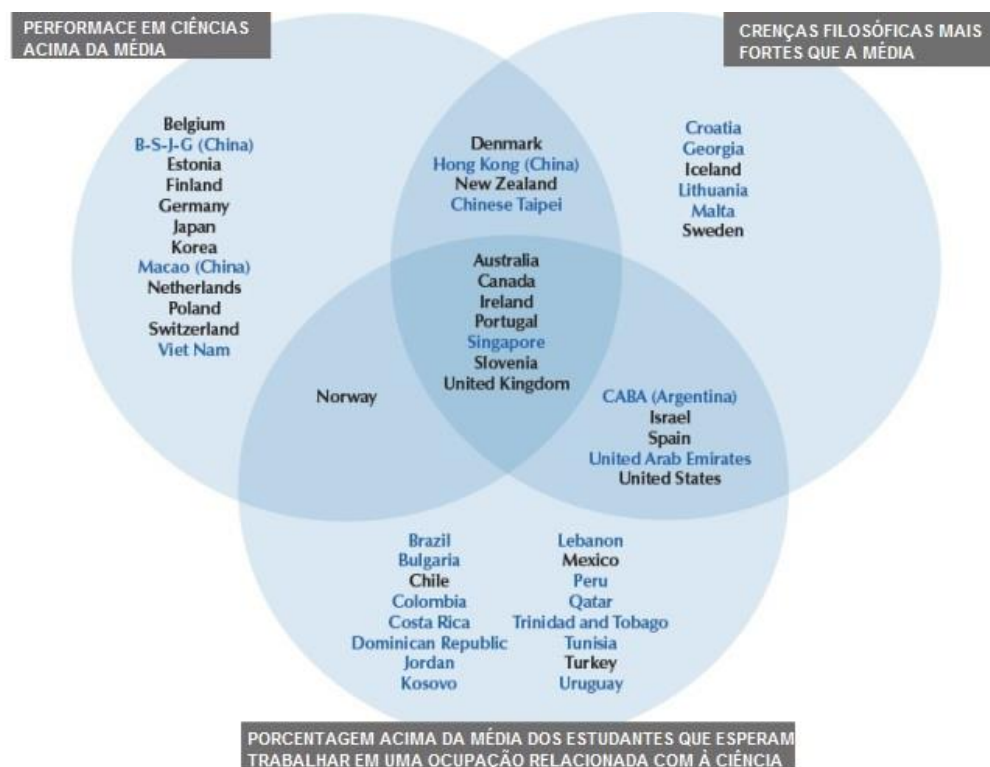 PERFORMACE EM CIÊNCIAS
ACIMA DA MÉDIA
CRENÇAS FILOSÓFICAS MAIS
FORTES QUE A MÉDIA
Belgium
B-S-J-G (China)
Estonia
Finland
Germany
Japan
Korea
Macao (China)
Netherlands
Poland
Switzerland
Viet Nam
Denmark
Hong Kong (China)
New Zealand
Chinese Taipei
Croatia
Georgia
Iceland
Lithuania
Malta
Sweden
Australia
Canada
Ireland
Portugal
Singapore
Slovenia
United Kingdom
Norway
CABA (Argentina)
Israel
Spain
United Arab Emirates
United States
Brazil
Bulgaria
Chile
Colombia
Costa Rica
Dominican Republic
Jordan
Kosovo
Lebanon
Mexico
Peru
Qatar
Trinidad and Tobago
Tunisia
Turkey
Uruguay
PORCENTAGEM ACIMA DA MÉDIA DOS ESTUDANTES QUE ESPERAM
TRABALHAR EM UMA OCUPAÇÃO RELACIONADA COM À CIÊNCIA